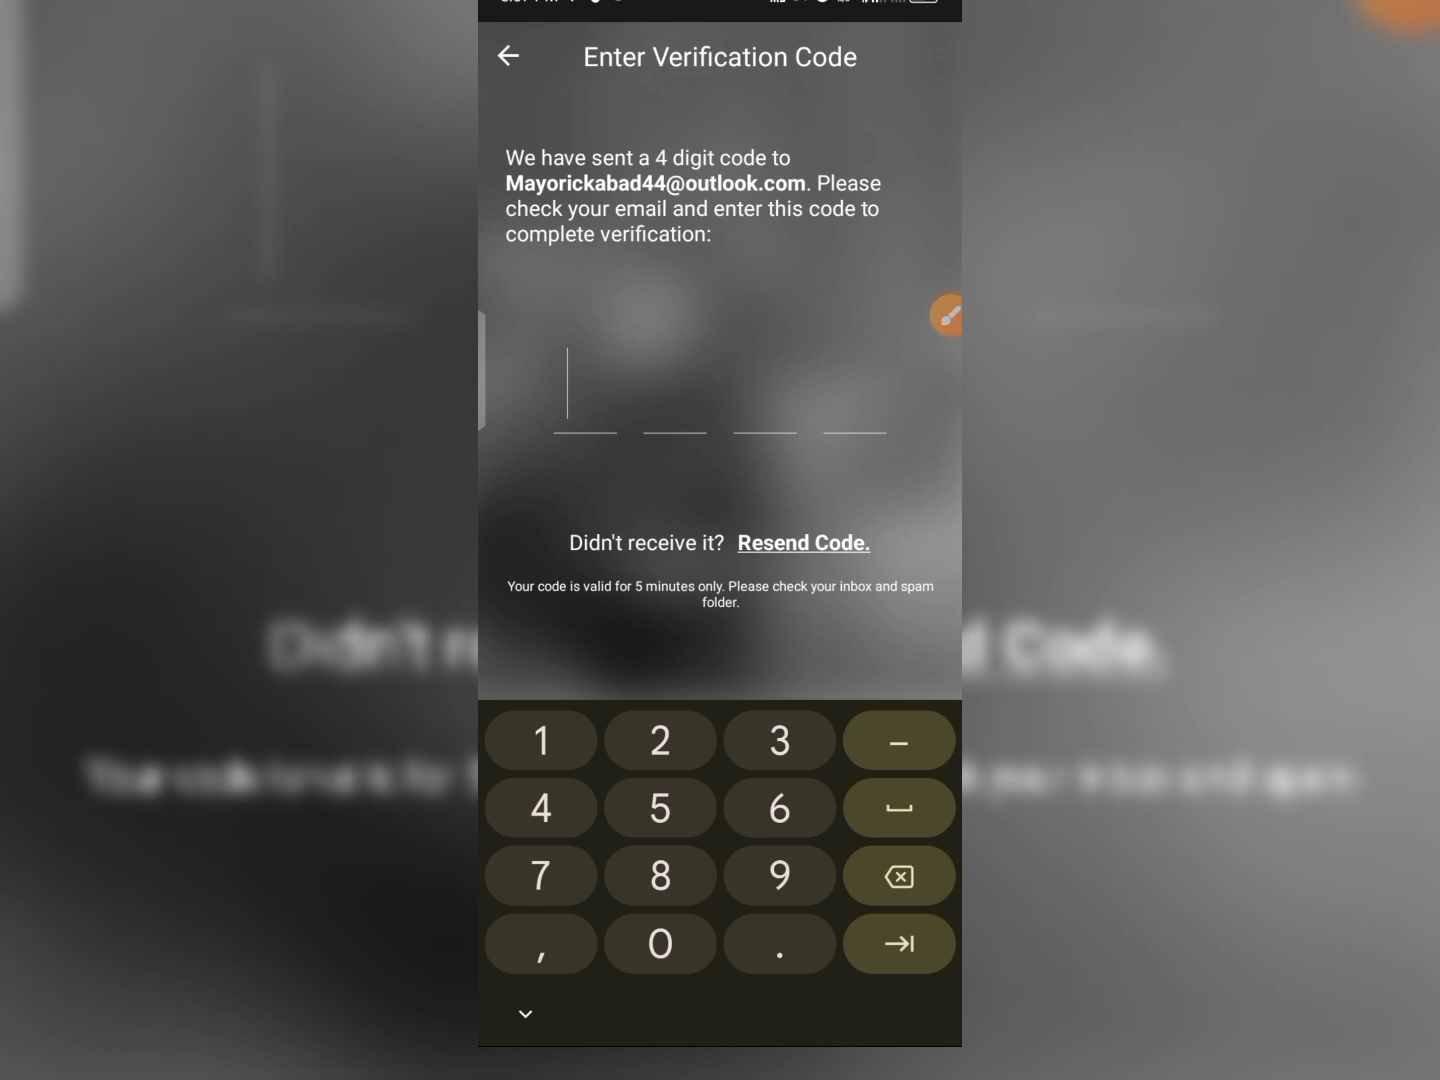 Enter Verification Code
We have sent a 4 digit code to
Mayorickabad44@outlook.com. Please
check your email and enter this code to
complete verification:
Didn't receive it? Resend Code.
Your code is valid for 5 minutes only. Please check your inbox and spam
folder.
1 2 3 –
4 5 6
7 8 9
, 0 .